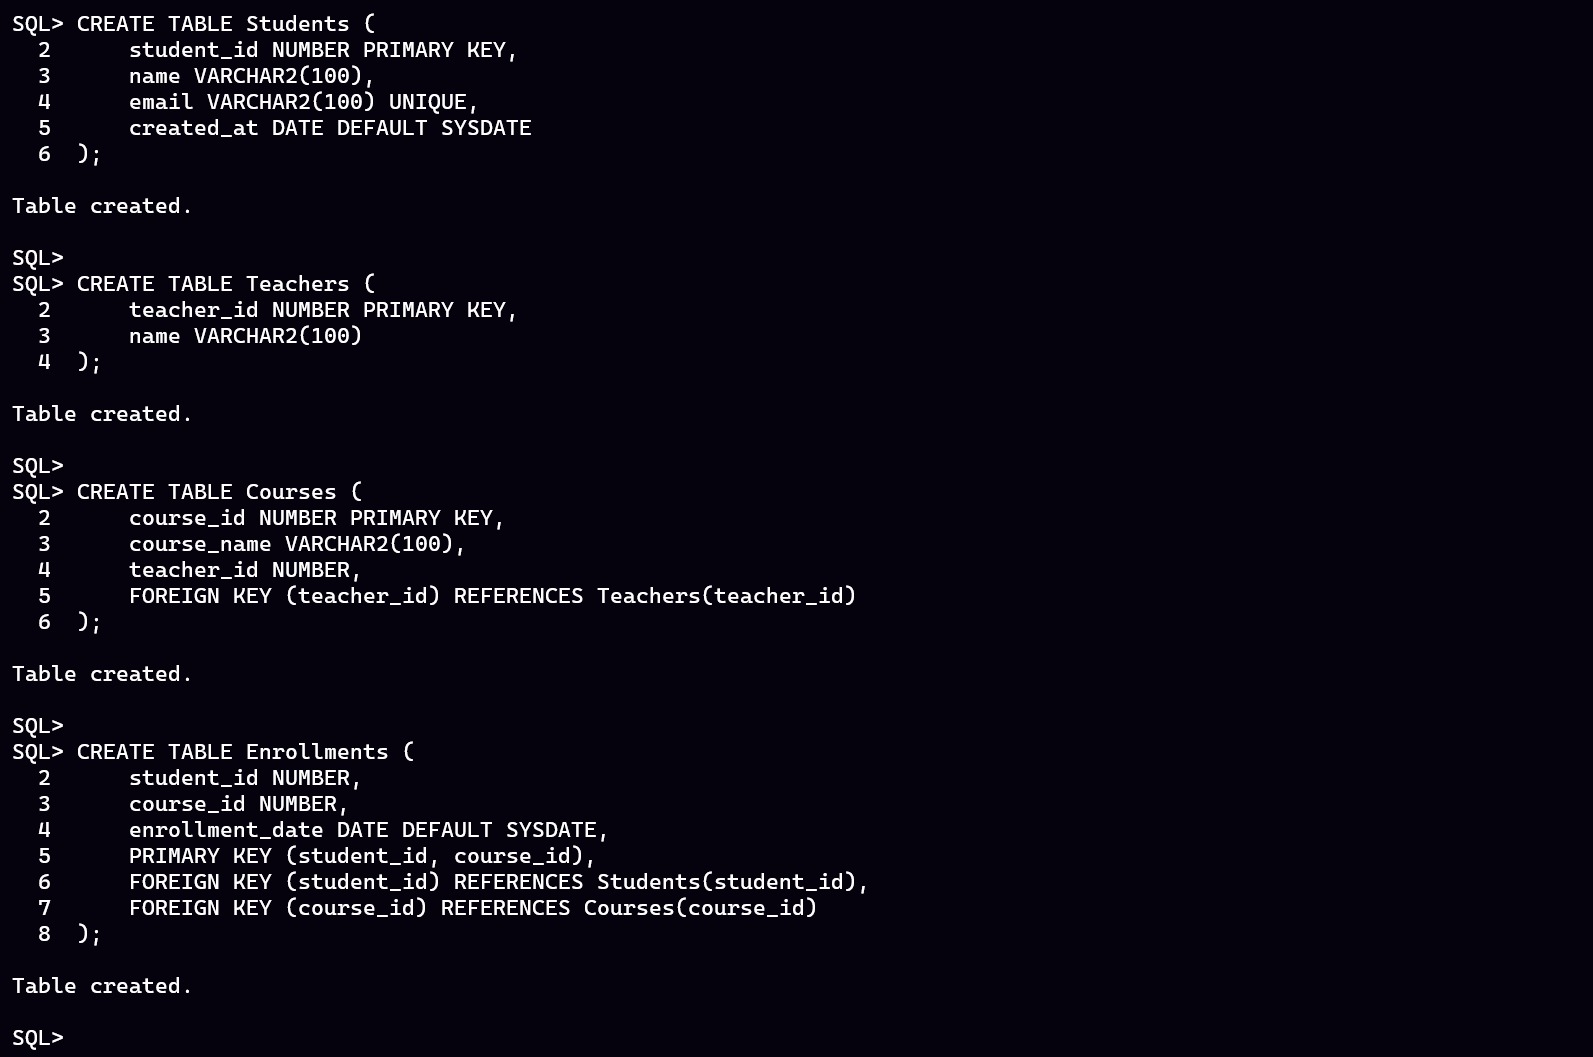 SQL> CREATE TABLE Students (
  2      student_id NUMBER PRIMARY KEY,
  3      name VARCHAR2(100),
  4      email VARCHAR2(100) UNIQUE,
  5      created_at DATE DEFAULT SYSDATE
  6  );

Table created.

SQL>
SQL> CREATE TABLE Teachers (
  2      teacher_id NUMBER PRIMARY KEY,
  3      name VARCHAR2(100)
  4  );

Table created.

SQL>
SQL> CREATE TABLE Courses (
  2      course_id NUMBER PRIMARY KEY,
  3      course_name VARCHAR2(100),
  4      teacher_id NUMBER,
  5      FOREIGN KEY (teacher_id) REFERENCES Teachers(teacher_id)
  6  );

Table created.

SQL>
SQL> CREATE TABLE Enrollments (
  2      student_id NUMBER,
  3      course_id NUMBER,
  4      enrollment_date DATE DEFAULT SYSDATE,
  5      PRIMARY KEY (student_id, course_id),
  6      FOREIGN KEY (student_id) REFERENCES Students(student_id),
  7      FOREIGN KEY (course_id) REFERENCES Courses(course_id)
  8  );

Table created.

SQL>